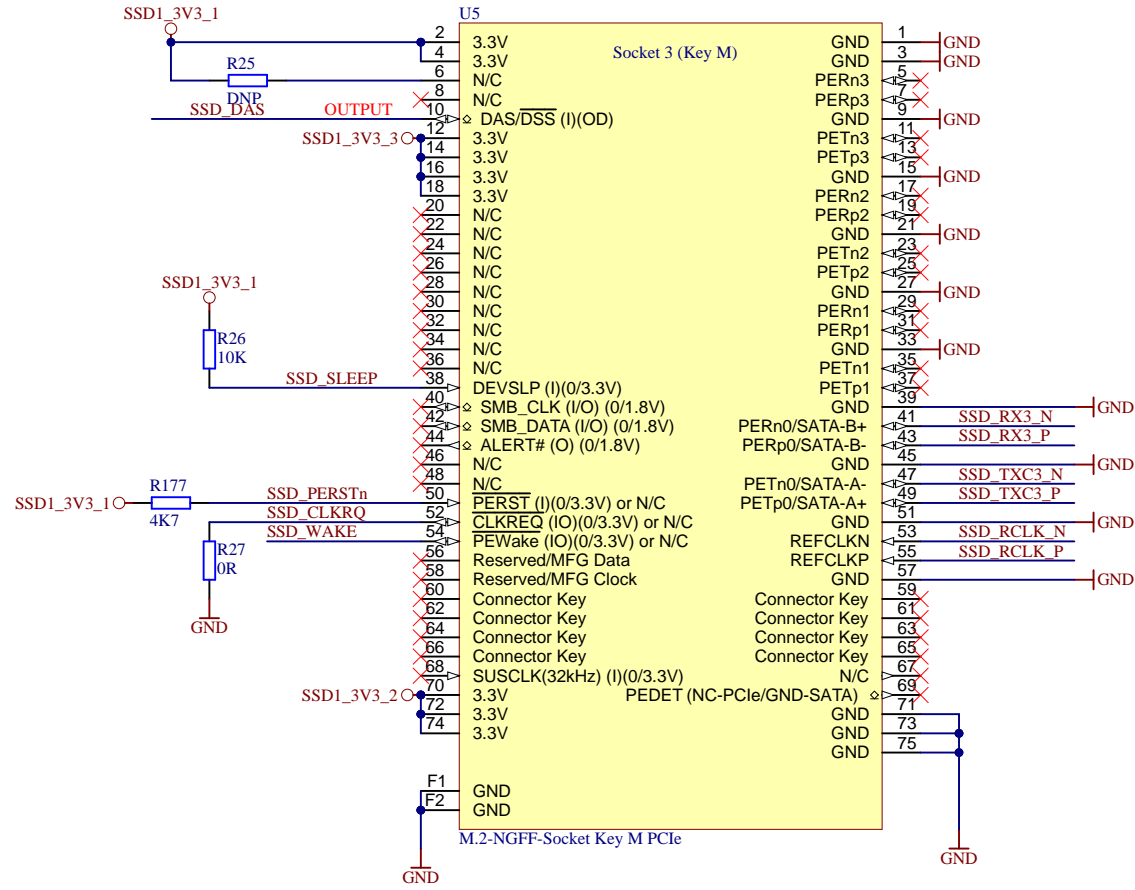 SSD1_3V3_1
U5
Socket 3 (Key M)
2 3.3V GND 1 GND
4 3.3V GND 3 GND
R25
DNP
6 N/C PERn3 5
8 N/C PERp3 7
SSD_DAS OUTPUT 10 DAS/DSS (I)(OD) GND 9 GND
SSD1_3V3_3 12 3.3V PETn3 11
14 3.3V PETp3 13
16 3.3V GND 15 GND
18 3.3V PERn2 17
20 N/C PERp2 19
22 N/C GND 21 GND
24 N/C PETn2 23
26 N/C PETp2 25
28 N/C GND 27 GND
30 N/C PERn1 29
32 N/C PERp1 31
34 N/C GND 33 GND
36 N/C PETn1 35
SSD1_3V3_1
R26
10K
SSD_SLEEP 38 DEVSLP (I)(0/3.3V) PETp1 37
40 SMB_CLK (I/O) (0/1.8V) GND 39 GND
42 SMB_DATA (I/O) (0/1.8V) PERn0/SATA-B+ 41 SSD_RX3_N
44 ALERT# (O) (0/1.8V) PERp0/SATA-B- 43 SSD_RX3_P
46 N/C GND 45 GND
48 N/C PETn0/SATA-A- 47 SSD_TXC3_N
SSD1_3V3_1 R177 4K7 SSD_PERSTn 50 PERST (I)(0/3.3V) or N/C PETp0/SATA-A+ 49 SSD_TXC3_P
SSD_CLKRQ 52 CLKREQ (IO)(0/3.3V) or N/C GND 51 GND
SSD_WAKE 54 PEWake (IO)(0/3.3V) or N/C REFCLKN 53 SSD_RCLK_N
R27
0R
GND
56 Reserved/MFG Data REFCLKP 55 SSD_RCLK_P
58 Reserved/MFG Clock GND 57 GND
60 Connector Key Connector Key 59
62 Connector Key Connector Key 61
64 Connector Key Connector Key 63
66 Connector Key Connector Key 65
68 SUSCLK(32kHz) (I)(0/3.3V) N/C 67
SSD1_3V3_2 70 3.3V PEDET (NC-PCIe/GND-SATA) 69
72 3.3V GND 71
74 3.3V GND 73
GND 75
F1 GND
F2 GND
M.2-NGFF-Socket Key M PCIe
GND
GND